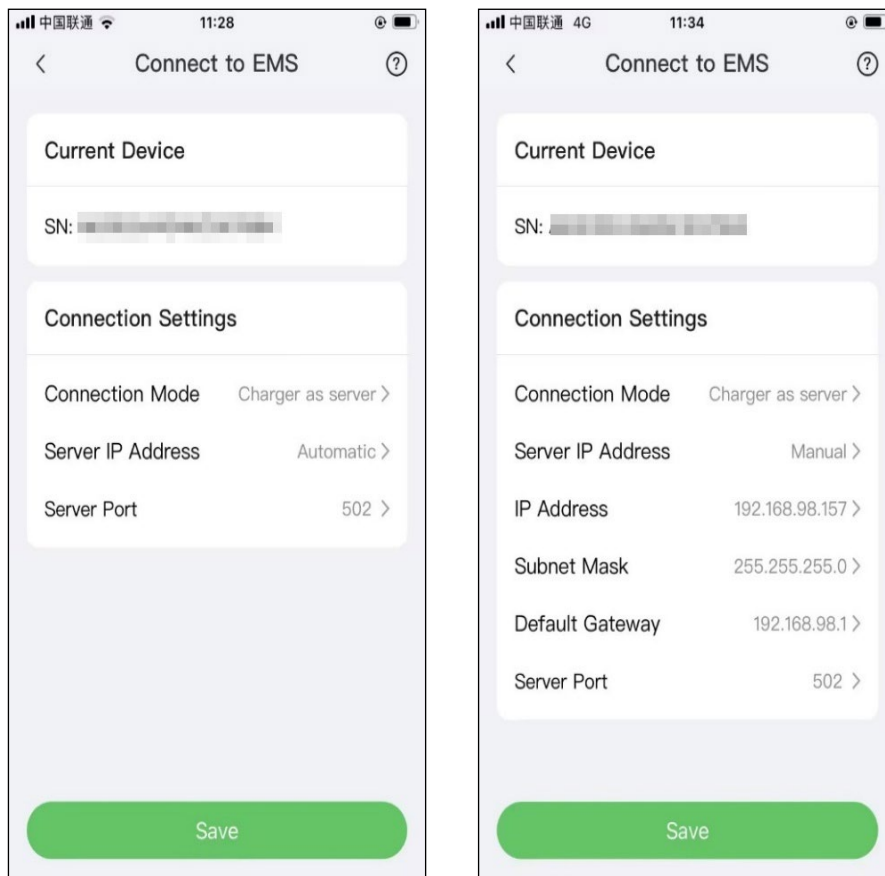 中国联通 11:28
Connect to EMS
Current Device
SN:
Connection Settings
Connection Mode Charger as server
Server IP Address Automatic
Server Port 502
Save
中国联通 4G 11:34
Connect to EMS
Current Device
SN:
Connection Settings
Connection Mode Charger as server
Server IP Address Manual
IP Address 192.168.98.157
Subnet Mask 255.255.255.0
Default Gateway 192.168.98.1
Server Port 502
Save